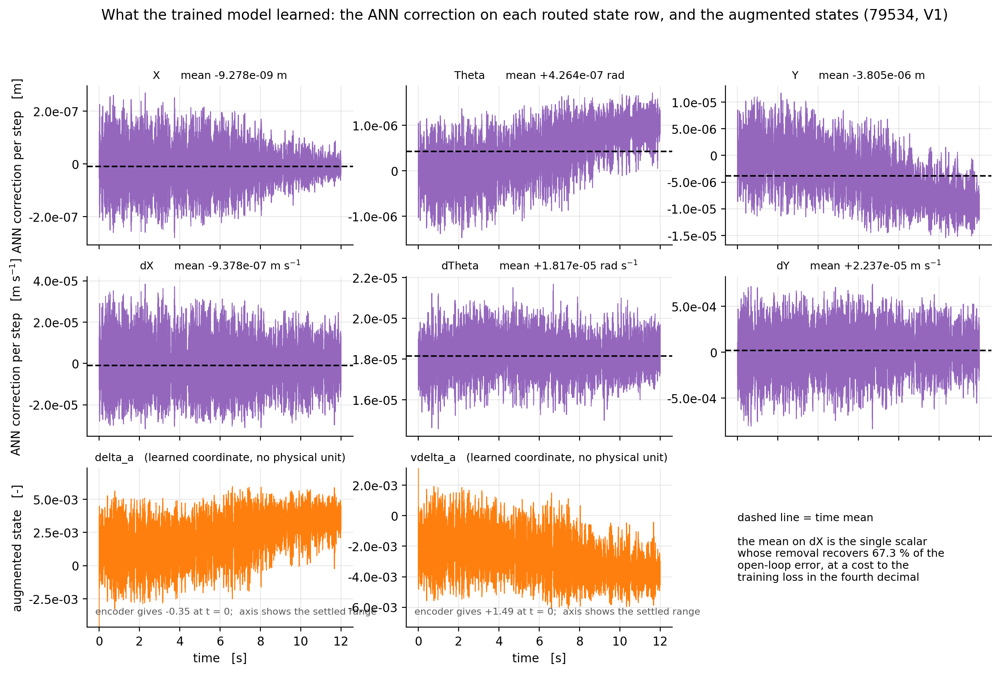 What the trained model learned: the ANN correction on each routed state row, and the augmented states (79534, V1)
X mean -9.278e-09 m
Theta mean +4.264e-07 rad
Y mean -3.805e-06 m
ANN correction per step [m]
2.0e-07
0
-2.0e-07
1.0e-06
0
-1.0e-06
1.0e-05
5.0e-06
0
-5.0e-06
-1.0e-05
-1.5e-05
dX mean -9.378e-07 m s⁻¹
dTheta mean +1.817e-05 rad s⁻¹
dY mean +2.237e-05 m s⁻¹
ANN correction per step [m s⁻¹]
4.0e-05
2.0e-05
0
-2.0e-05
2.2e-05
2.0e-05
1.8e-05
1.6e-05
5.0e-04
0
-5.0e-04
delta_a (learned coordinate, no physical unit)
vdelta_a (learned coordinate, no physical unit)
augmented state [-]
5.0e-03
2.5e-03
0
-2.5e-03
encoder gives -0.35 at t = 0; axis shows the settled range
0 2 4 6 8 10 12
time [s]
2.0e-03
0
-2.0e-03
-4.0e-03
-6.0e-03
encoder gives +1.49 at t = 0; axis shows the settled range
0 2 4 6 8 10 12
time [s]
dashed line = time mean
the mean on dX is the single scalar
whose removal recovers 67.3 % of the
open-loop error, at a cost to the
training loss in the fourth decimal